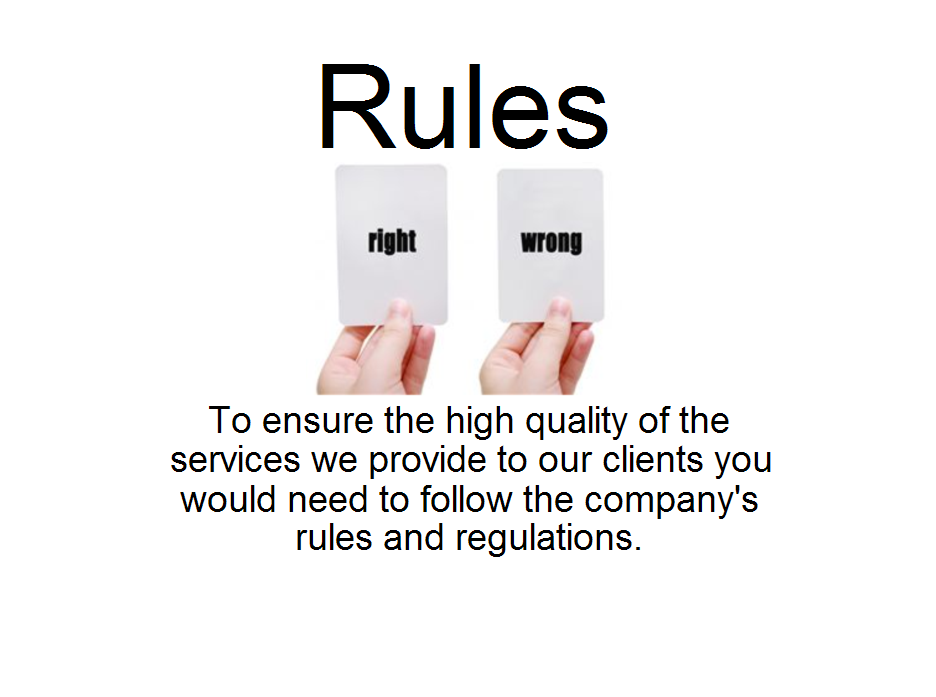 Rules
right
wrong
To ensure the high quality of the
services we provide to our clients you
would need to follow the company's
rules and regulations.